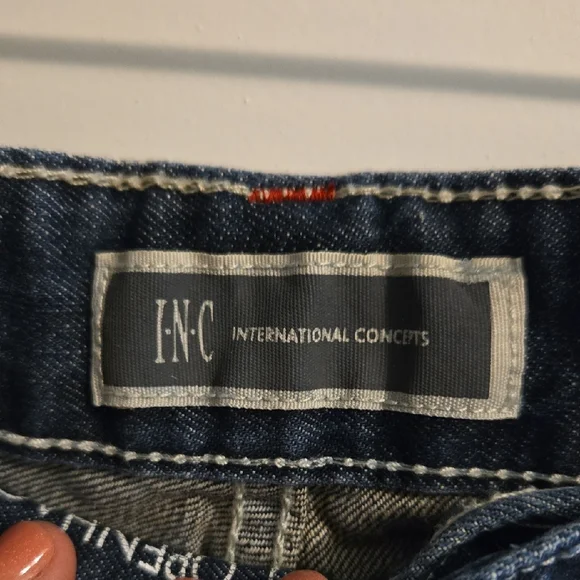 I·N·C INTERNATIONAL CONCEPTS